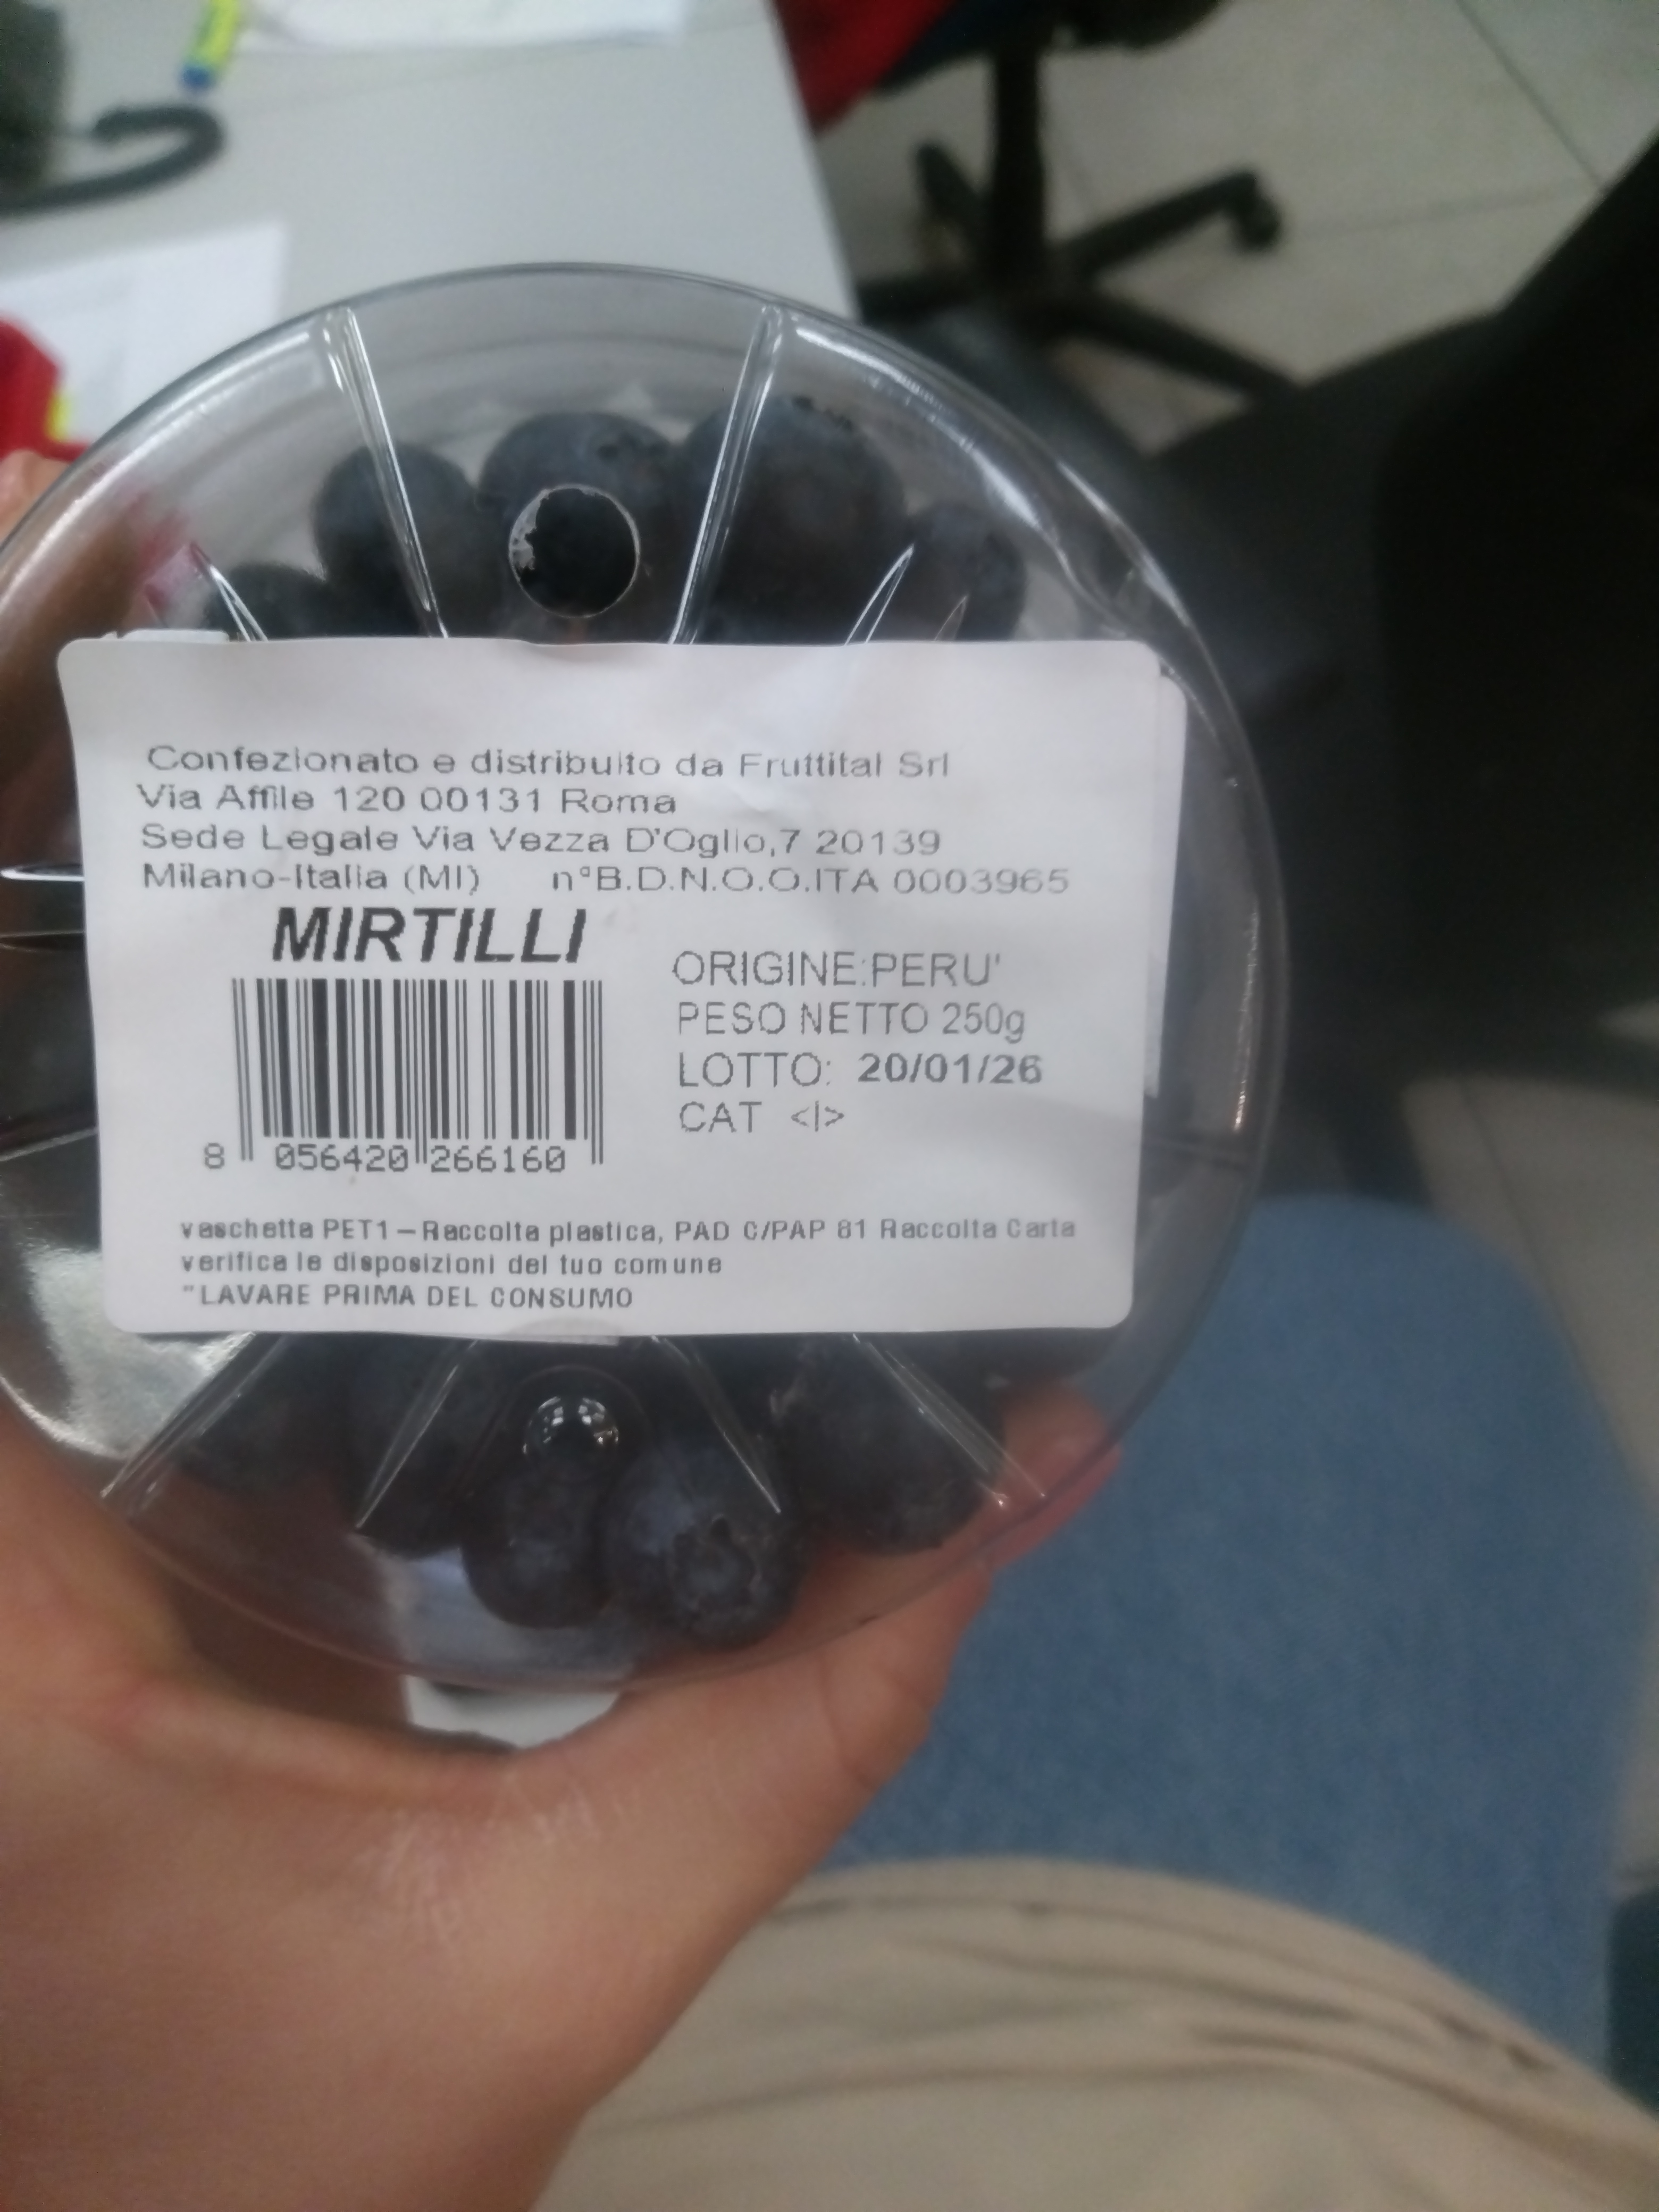 Confezionato e distribuito da Fruttital Srl
Via Affile 120 00131 Roma
Sede Legale Via Vezza D'Oglio,7 20139
Milano-Italia (MI) n°B.D.N.O.O.ITA 0003965
MIRTILLI
ORIGINE:PERU'
PESO NETTO 250g
LOTTO: 20/01/26
CAT <I>
8 056420 266160
vaschetta PET1 – Raccolta plastica, PAD C/PAP 81 Raccolta Carta
verifica le disposizioni del tuo comune
"LAVARE PRIMA DEL CONSUMO